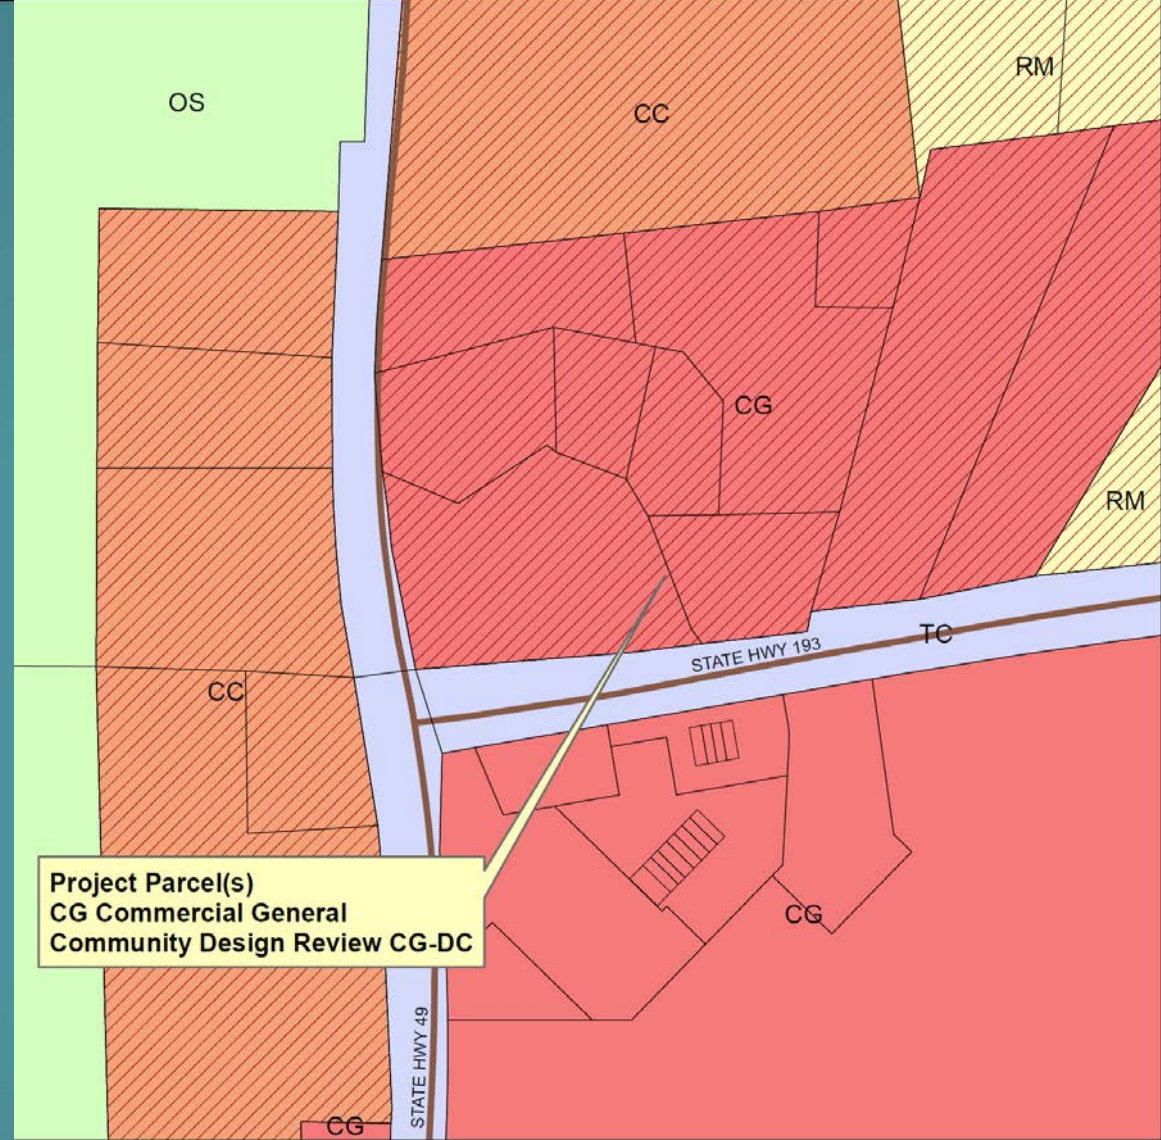 RM
OS
CC
CG
RM
TC
STATE HWY 193
CC
Project Parcel(s)
CG Commercial General
Community Design Review CG-DC
CG
STATE HWY 49
CG